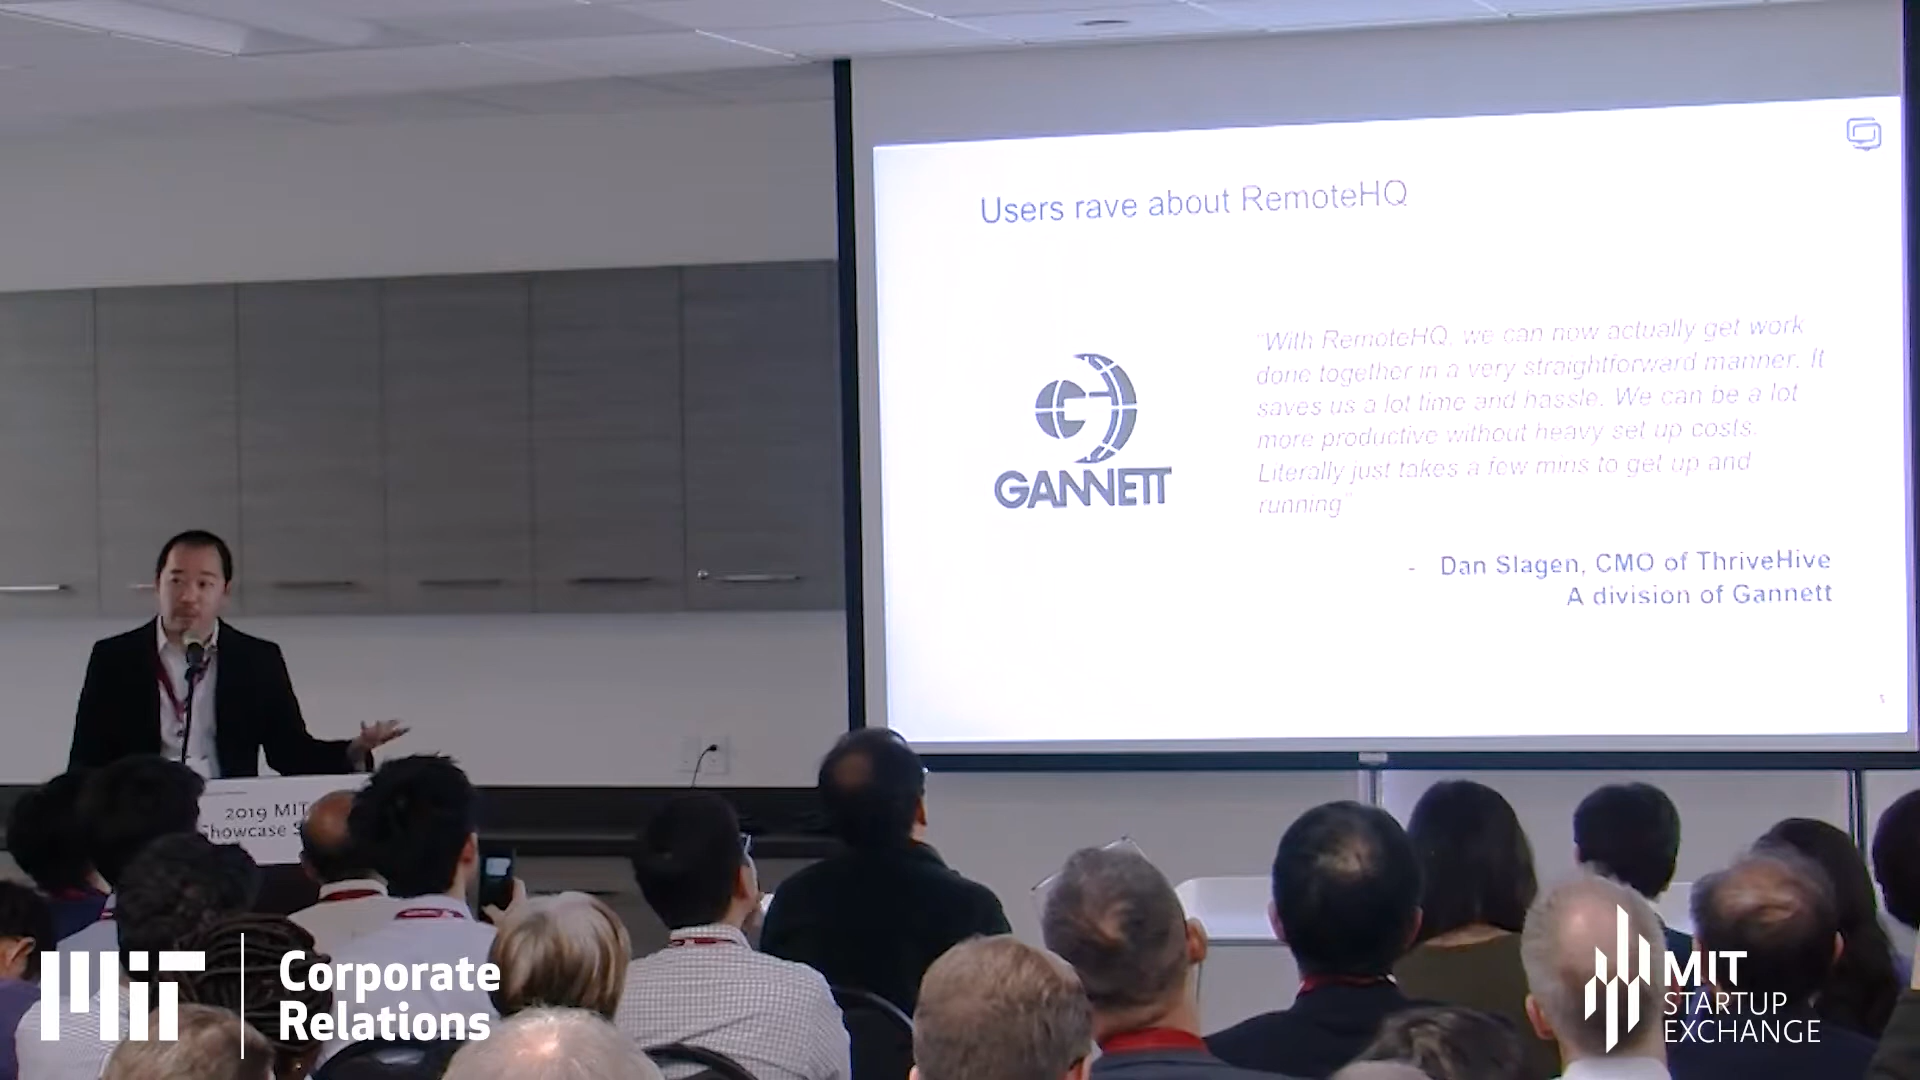 Users rave about RemoteHQ
"With RemoteHQ, we can now actually get work
done together in a very straightforward manner. It
saves us a lot time and hassle. We can be a lot
more productive without heavy set up costs.
Literally just takes a few mins to get up and
running"
GANNETT
- Dan Slagen, CMO of ThriveHive
A division of Gannett
2019 MIT
Showcase S
MIT
Corporate
Relations
MIT
STARTUP
EXCHANGE